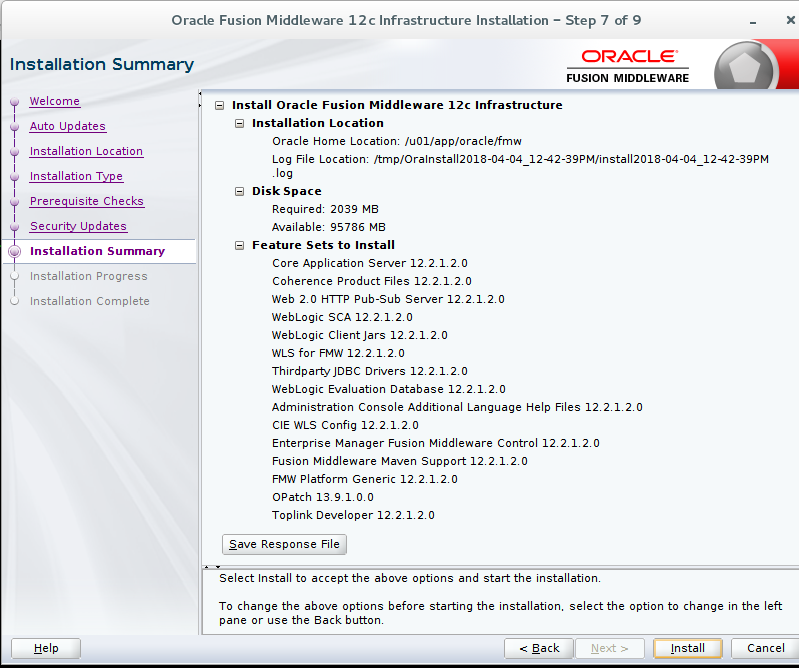 Oracle Fusion Middleware 12c Infrastructure Installation – Step 7 of 9
Installation Summary
ORACLE®
FUSION MIDDLEWARE
Welcome
Auto Updates
Installation Location
Installation Type
Prerequisite Checks
Security Updates
Installation Summary
Installation Progress
Installation Complete
Install Oracle Fusion Middleware 12c Infrastructure
Installation Location
Oracle Home Location: /u01/app/oracle/fmw
Log File Location: /tmp/OraInstall2018-04-04_12-42-39PM/install2018-04-04_12-42-39PM
.log
Disk Space
Required: 2039 MB
Available: 95786 MB
Feature Sets to Install
Core Application Server 12.2.1.2.0
Coherence Product Files 12.2.1.2.0
Web 2.0 HTTP Pub-Sub Server 12.2.1.2.0
WebLogic SCA 12.2.1.2.0
WebLogic Client Jars 12.2.1.2.0
WLS for FMW 12.2.1.2.0
Thirdparty JDBC Drivers 12.2.1.2.0
WebLogic Evaluation Database 12.2.1.2.0
Administration Console Additional Language Help Files 12.2.1.2.0
CIE WLS Config 12.2.1.2.0
Enterprise Manager Fusion Middleware Control 12.2.1.2.0
Fusion Middleware Maven Support 12.2.1.2.0
FMW Platform Generic 12.2.1.2.0
OPatch 13.9.1.0.0
Toplink Developer 12.2.1.2.0
Save Response File
Select Install to accept the above options and start the installation.
To change the above options before starting the installation, select the option to change in the left
pane or use the Back button.
Help
< Back
Next >
Install
Cancel